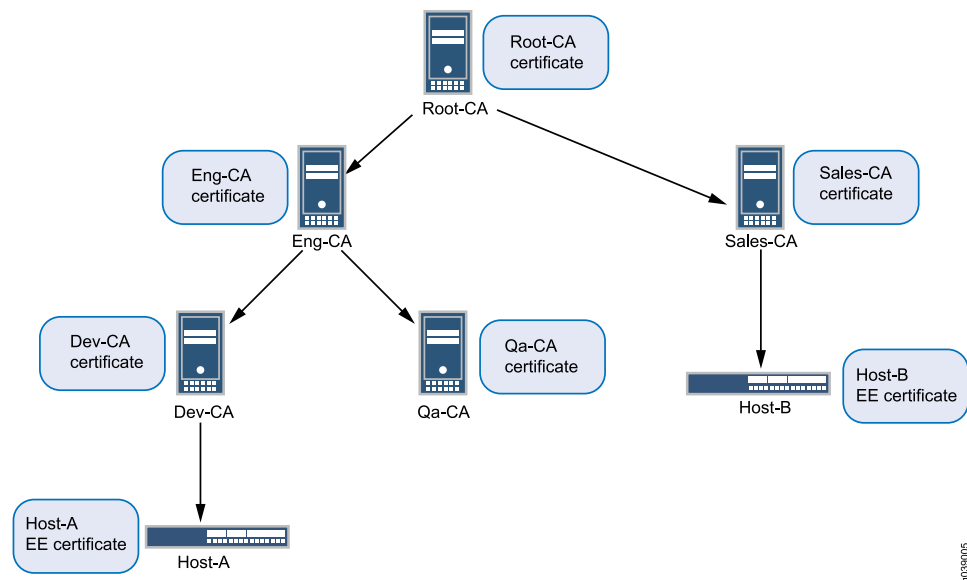 Root-CA
certificate
Root-CA
Eng-CA
certificate
Eng-CA
Sales-CA
certificate
Sales-CA
Dev-CA
certificate
Dev-CA
Qa-CA
certificate
Qa-CA
Host-B
Host-B
EE certificate
Host-A
EE certificate
Host-A